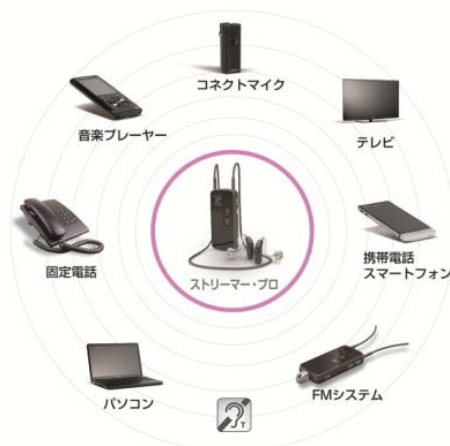 コネクトマイク
音楽プレーヤー
テレビ
固定電話
ストリーマー・プロ
携帯電話
スマートフォン
パソコン
FMシステム
T